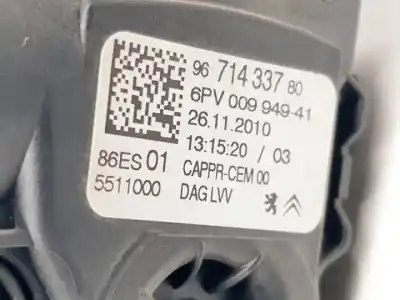 96 714 337 80
6PV 009 949-41
26.11.2010
13:15:20 / 03
86ES 01 CAPPR-CEM 00
5511000 DAG LVV